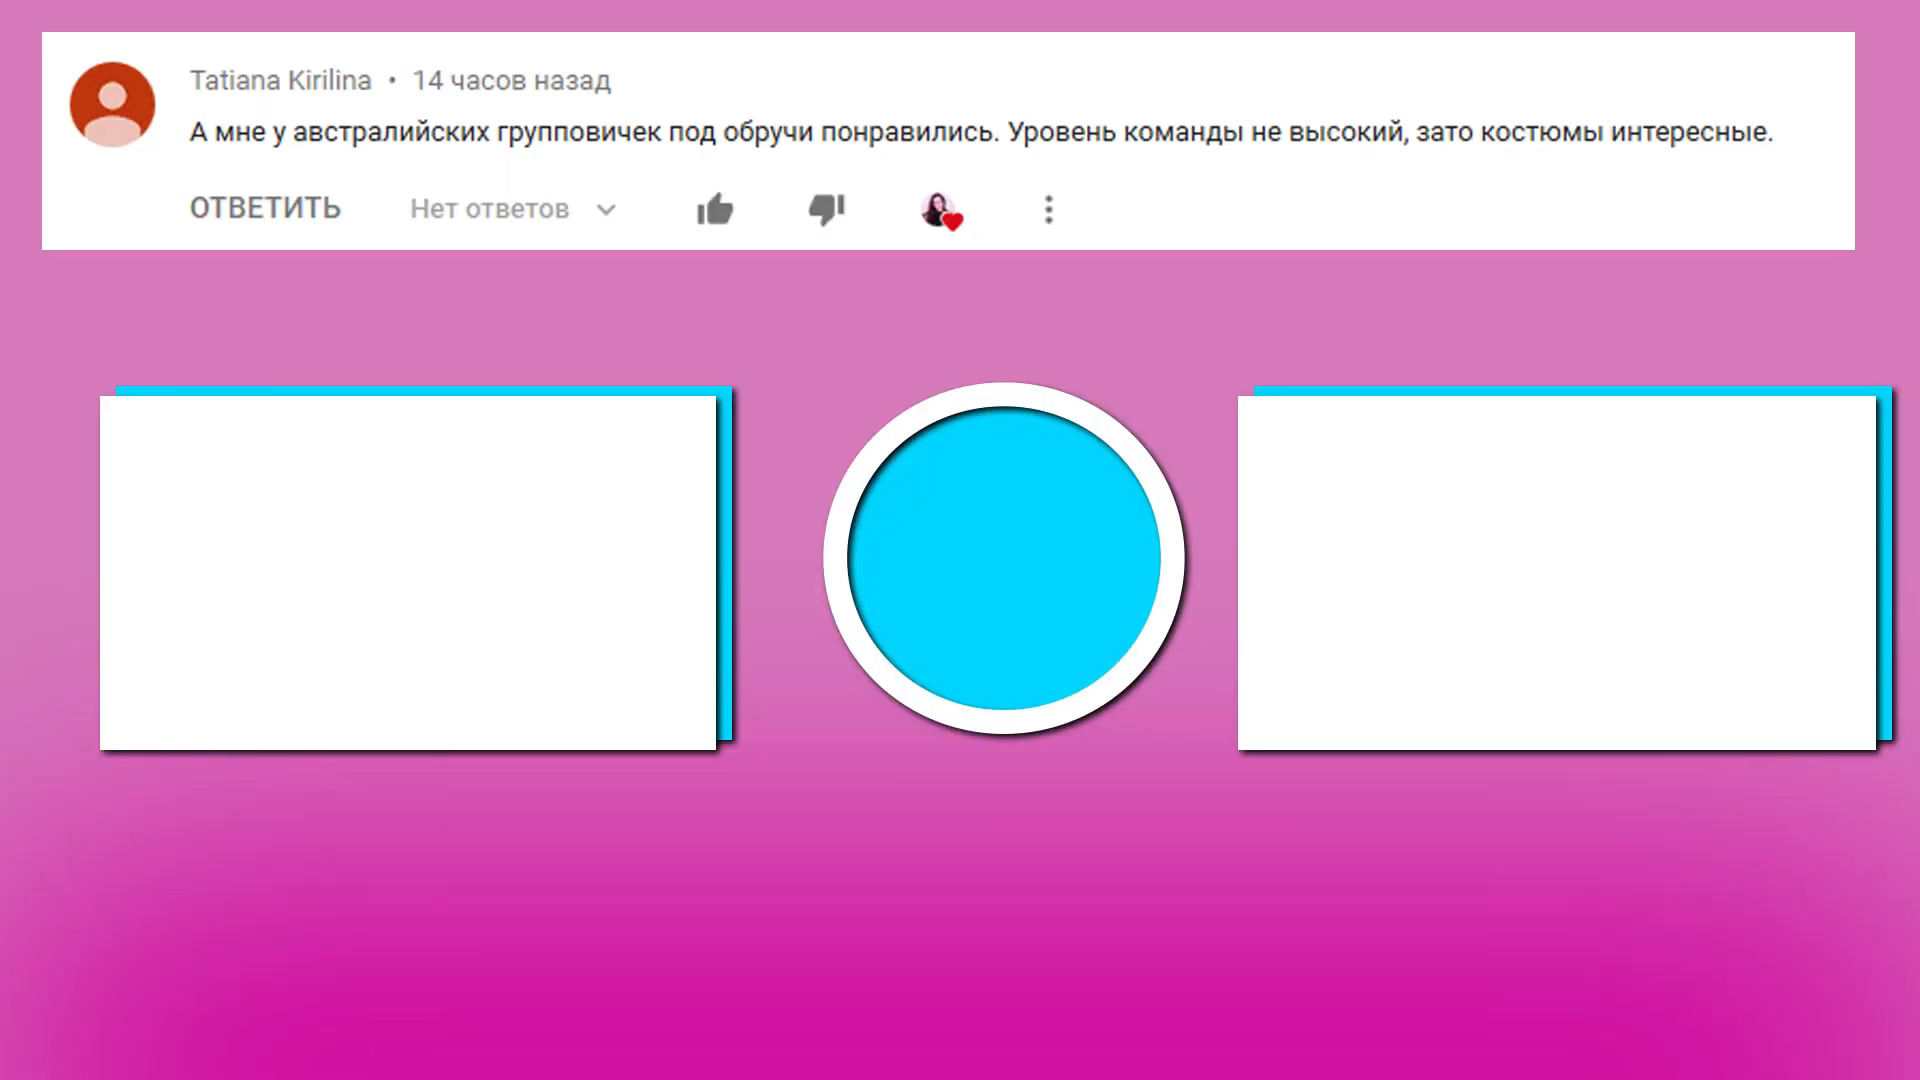 Tatiana Kirilina • 14 часов назад
А мне у австралийских групповичек под обручи понравились. Уровень команды не высокий, зато костюмы интересные.
ОТВЕТИТЬ Нет ответов